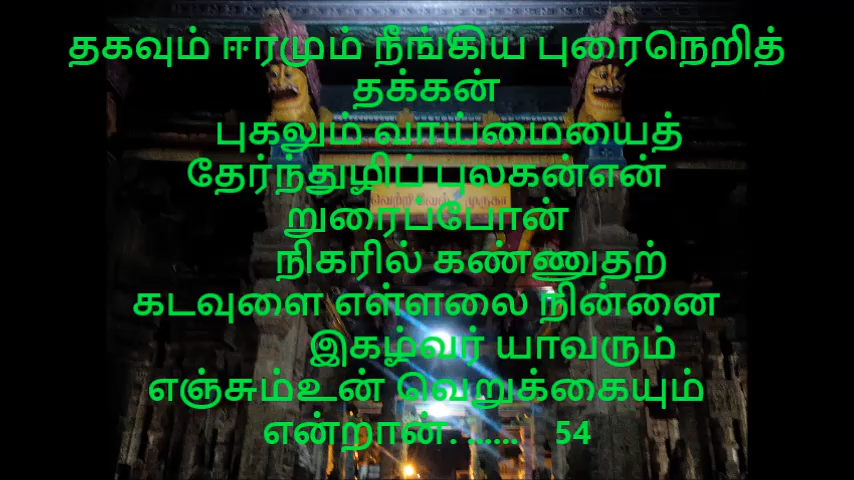 தகவும் ஈரமும் நீங்கிய புரைநெறித்
தக்கன்
புகலும் வாய்மையைத்
தேர்ந்துழிப் புலகன்என்
றுரைப்போன்
நிகரில் கண்ணுதற்
கடவுளை எள்ளலை நின்னை
இகழ்வர் யாவரும்
எஞ்சும்உன் வெறுக்கையும்
என்றான். ...... 54